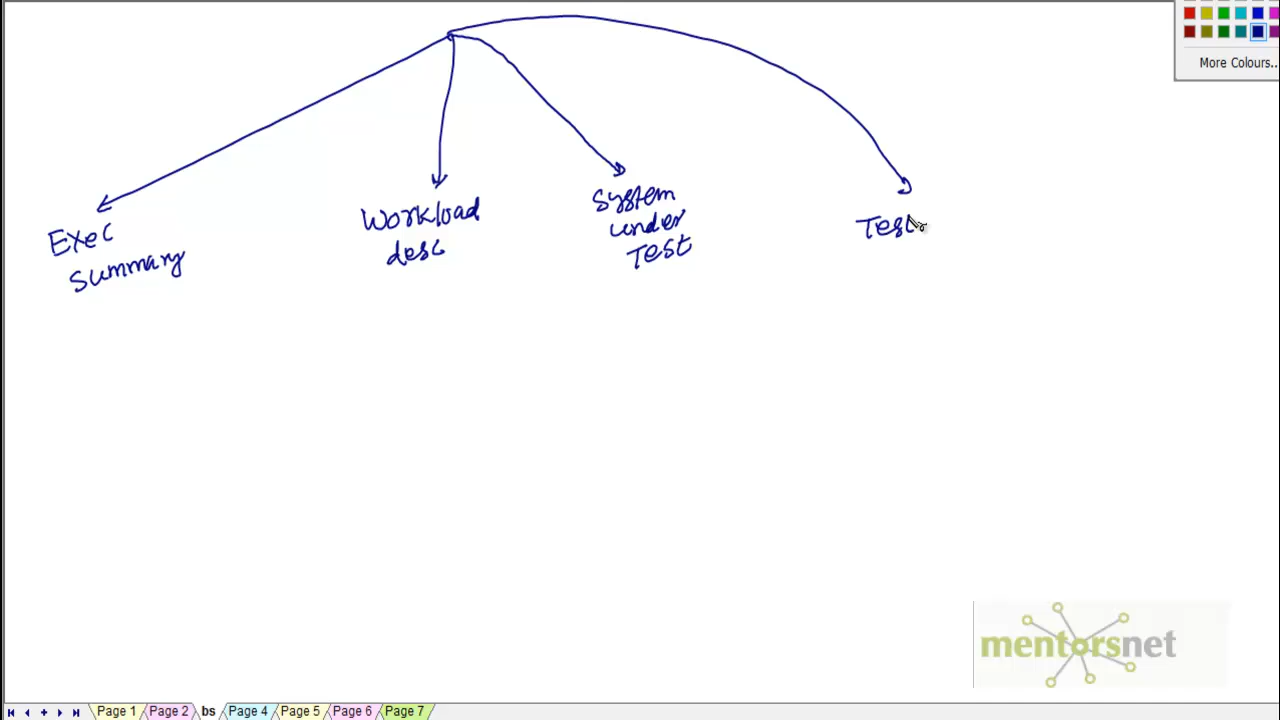 More Colours..
Exec
summary
Workload
desc
System
under
Test
Test
mentorsnet
Page 1 Page 2 bs Page 4 Page 5 Page 6 Page 7